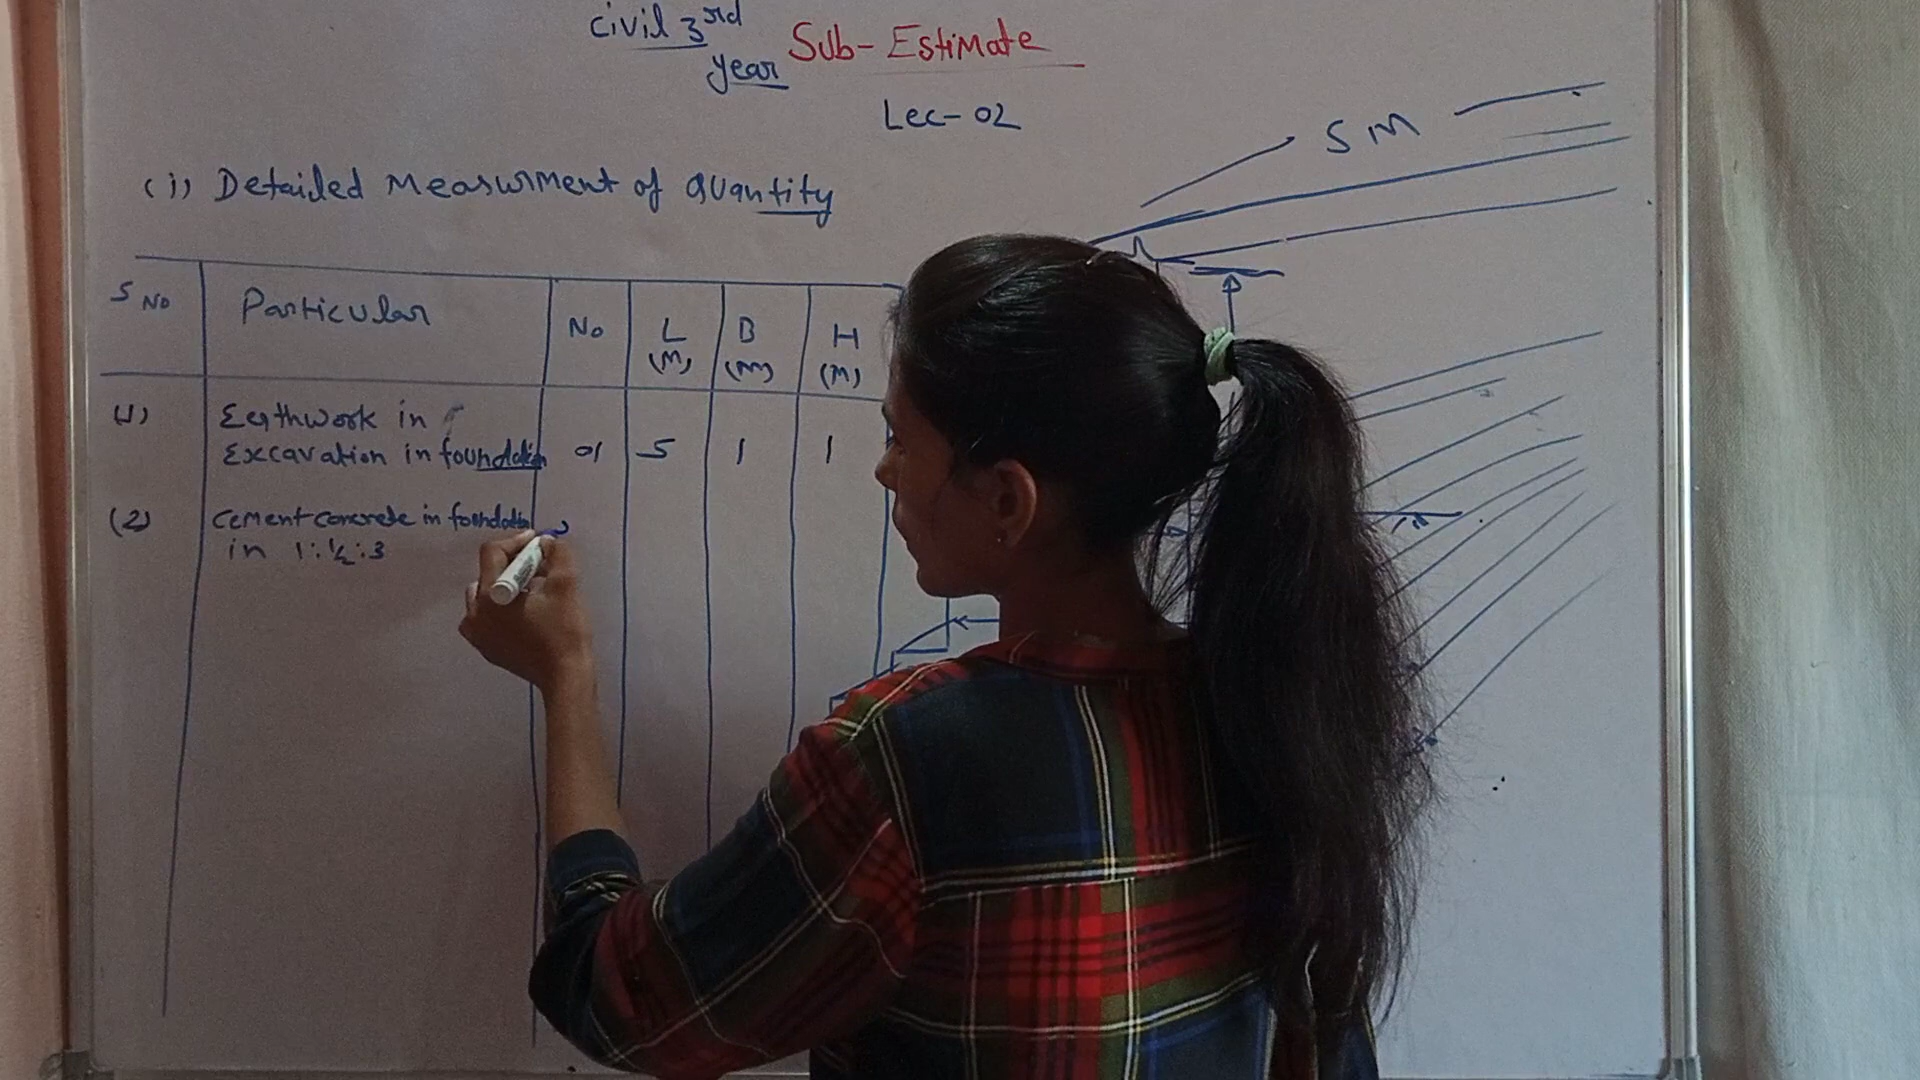 Civil 3rd
year
Sub- Estimate
Lec- 02
5 M
(i) Detailed Measurment of Quantity
S No
Particular
No
L
(M)
B
(M)
H
(M)
(1)
Earthwork in
Excavation in foundation
01
5
1
1
(2)
Cement concrete in foundation
in 1:½:3